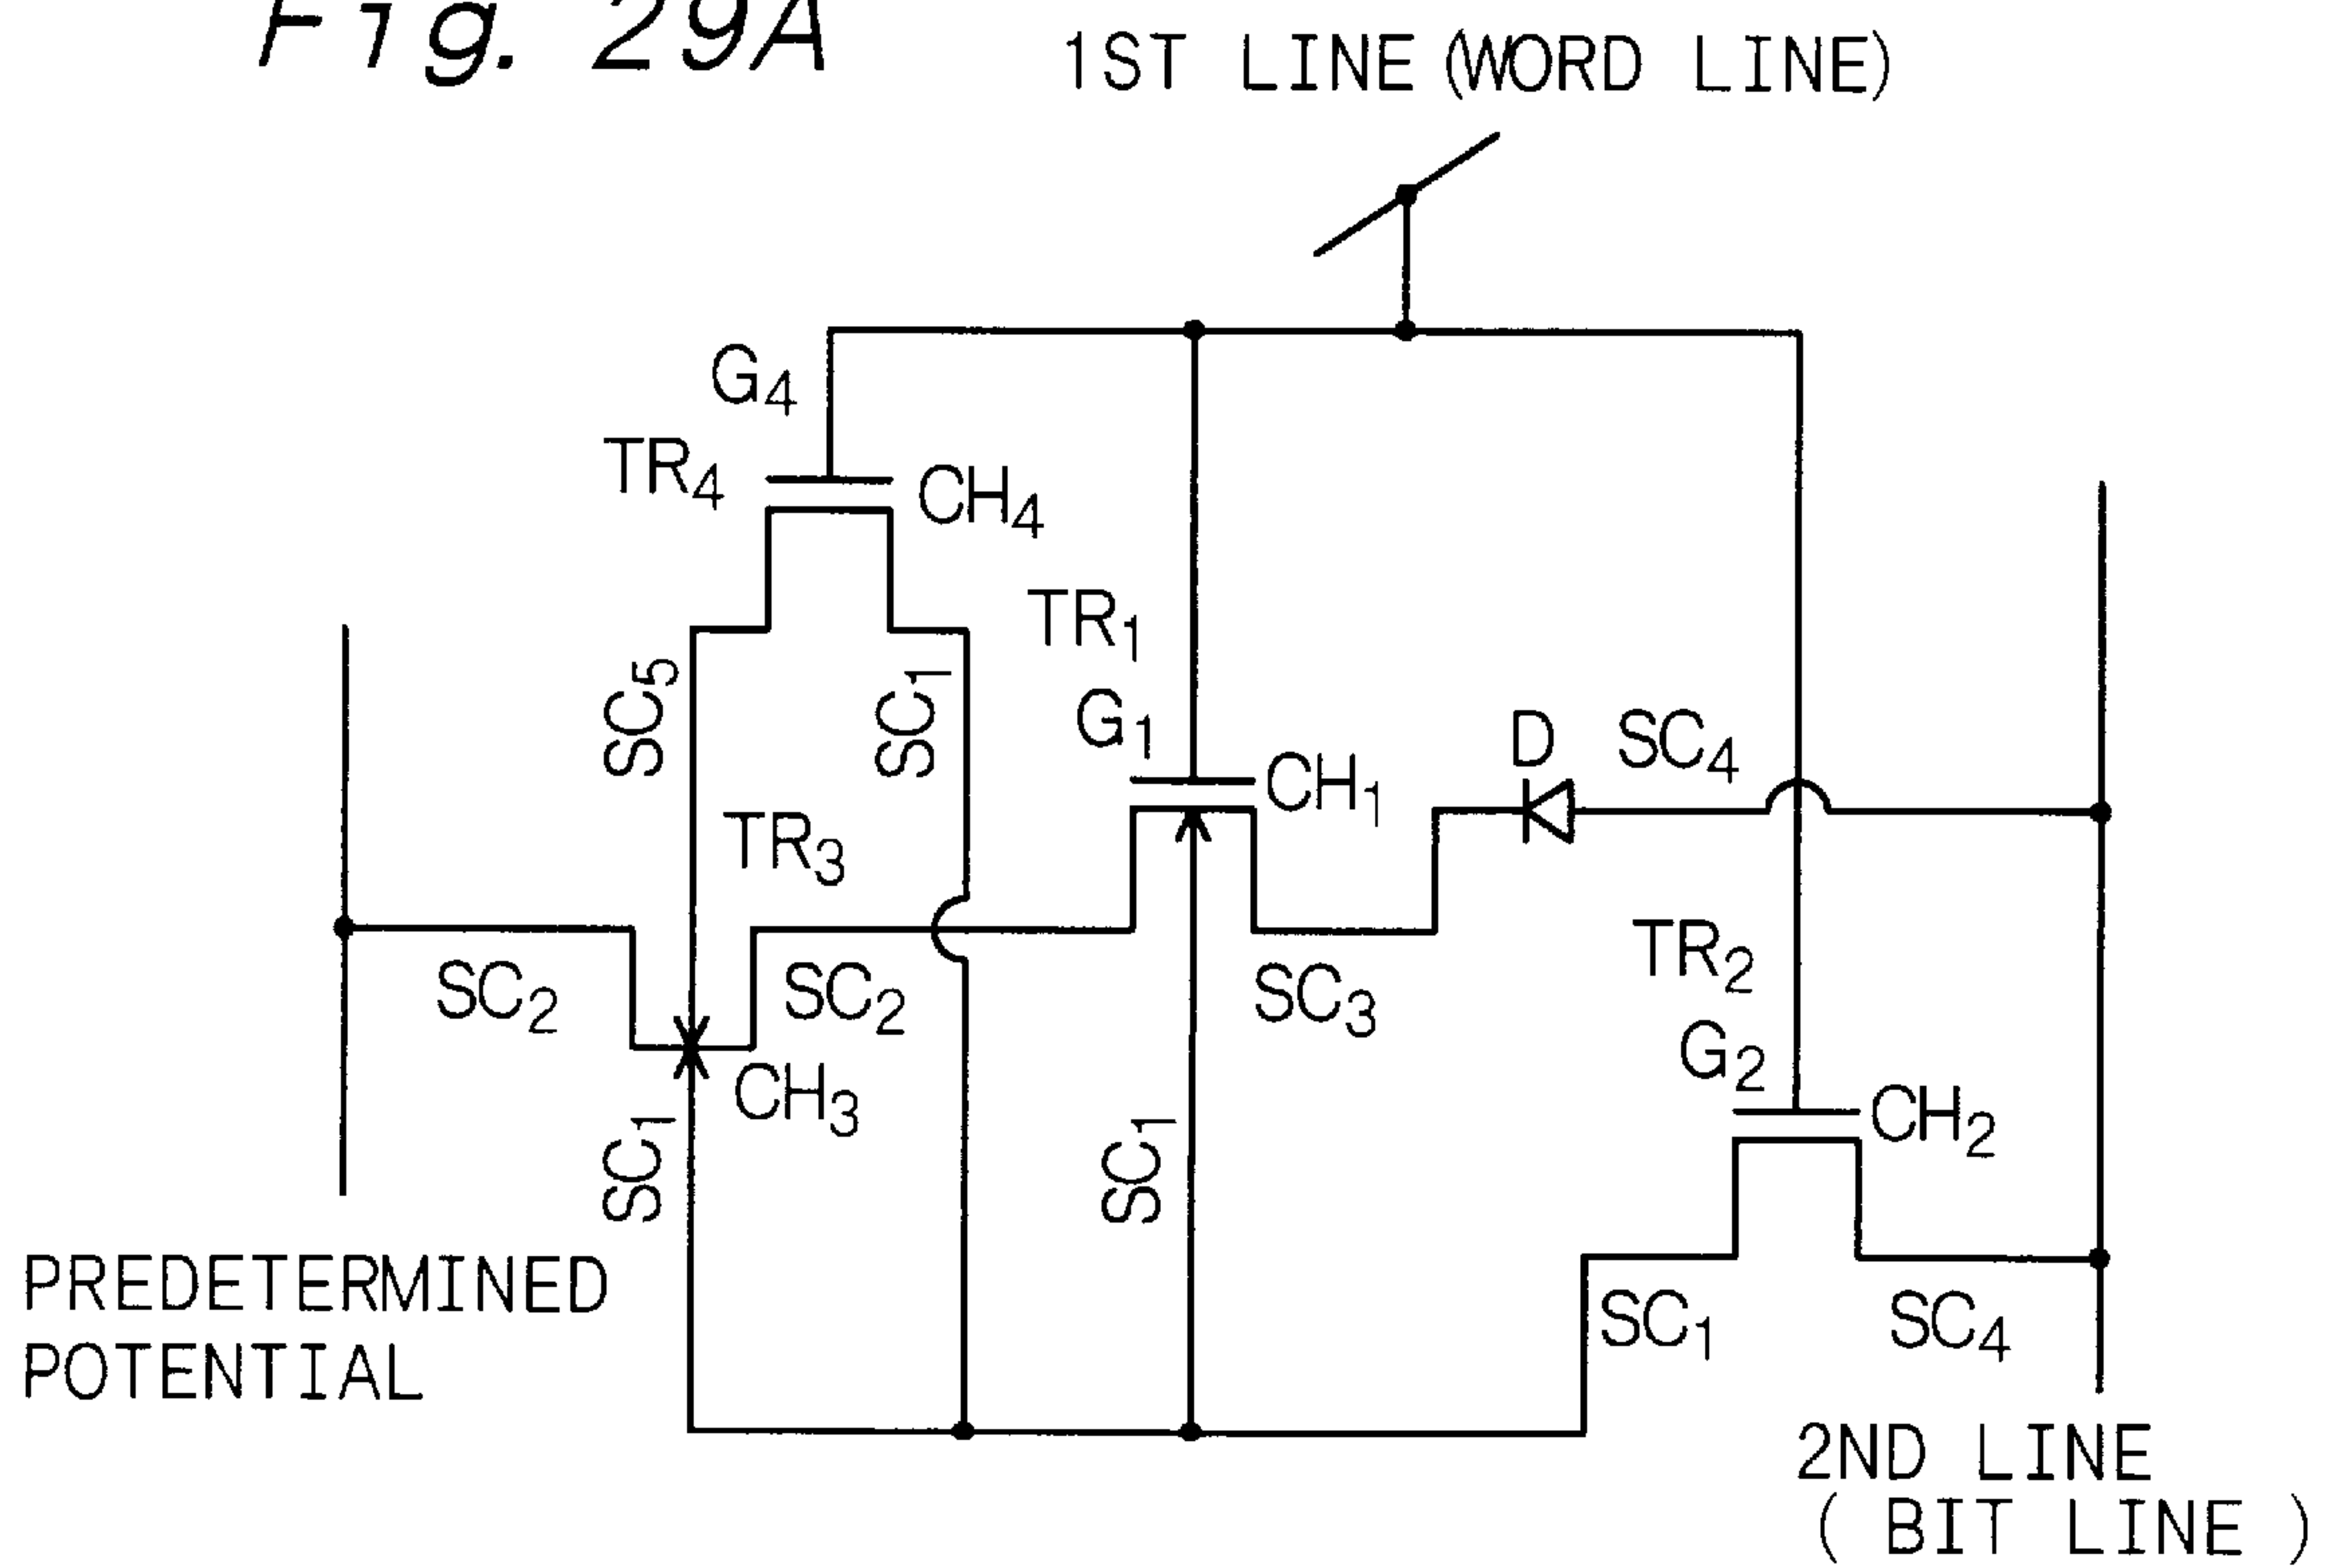 Fig. 29A
1ST LINE (WORD LINE)
G4
TR4
CH4
TR1
SC5
SC1
G1
D
SC4
CH1
TR3
TR2
SC2
SC2
SC3
G2
CH3
CH2
SC1
SC1
PREDETERMINED
POTENTIAL
SC1
SC4
2ND LINE
( BIT LINE )